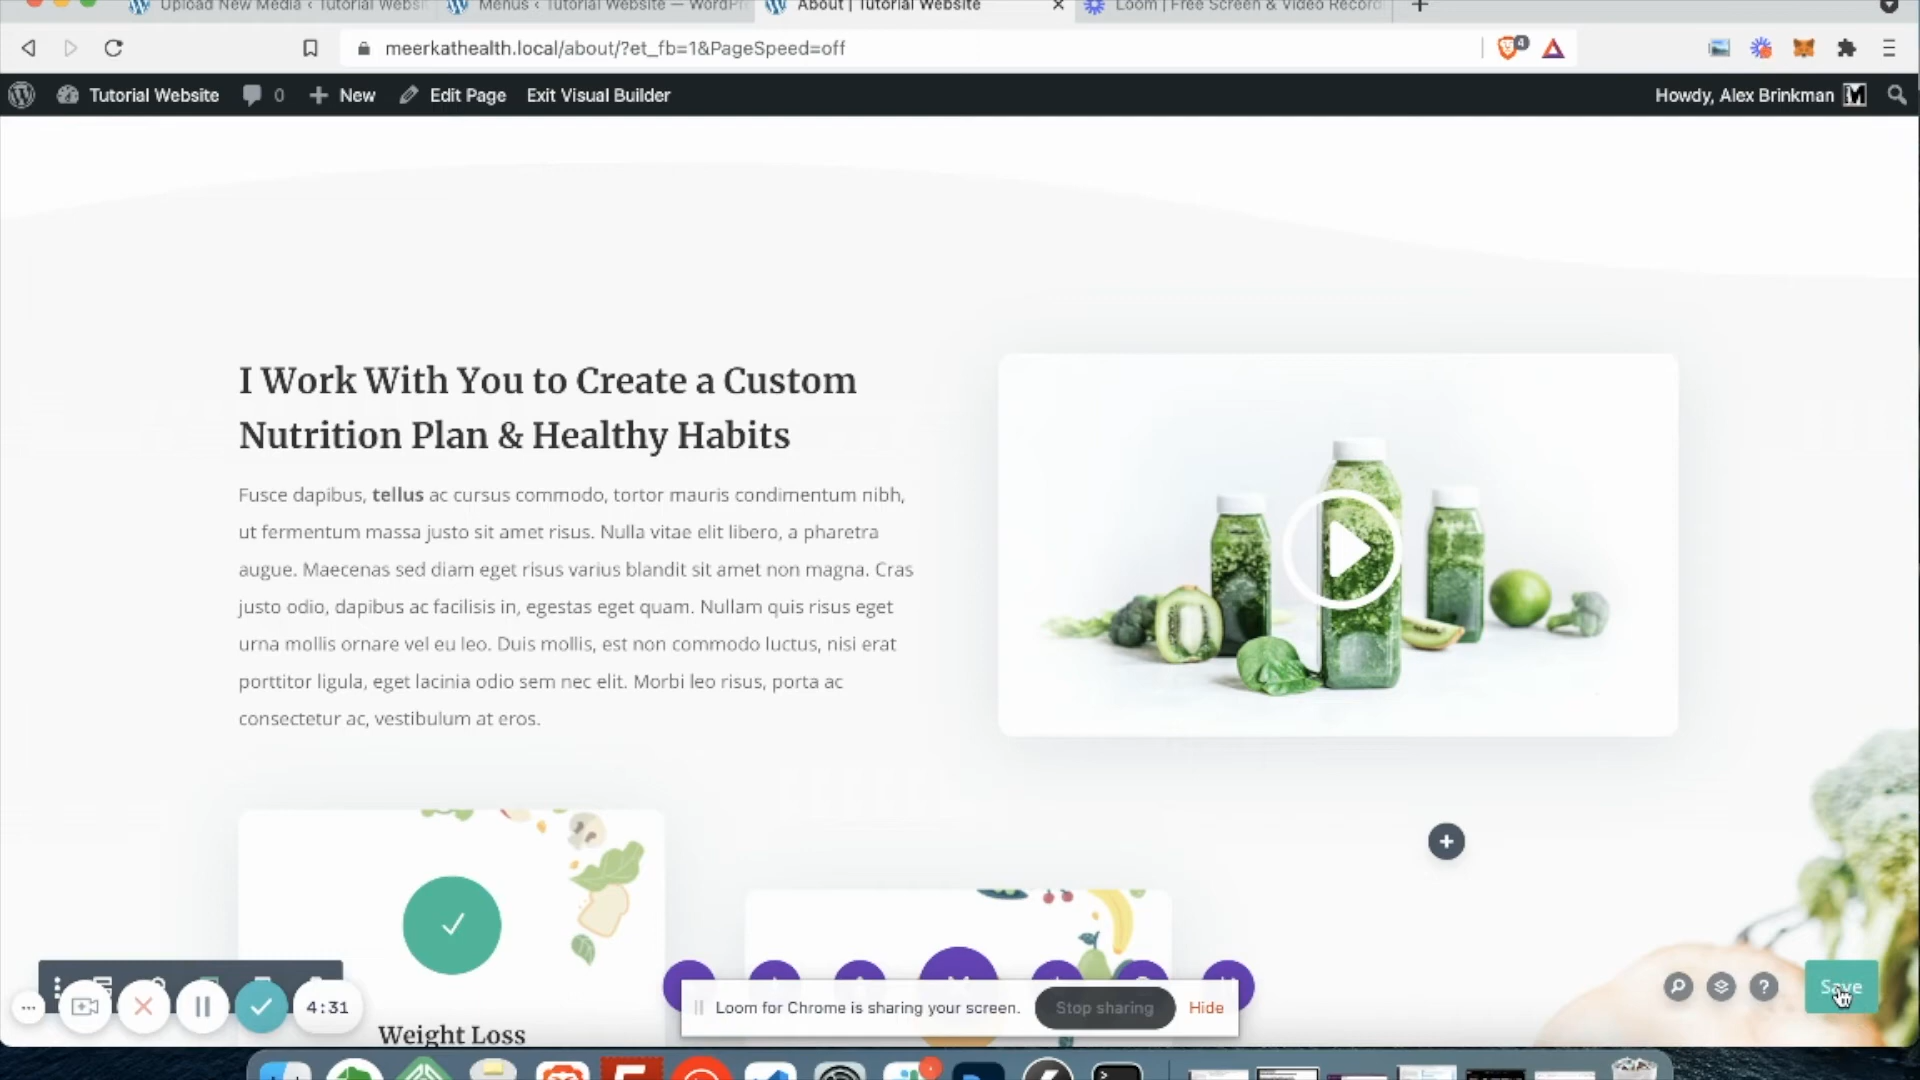 Upload New Media ‹ Tutorial Websi
Menus ‹ Tutorial Website — WordPr
About | Tutorial Website
Loom | Free Screen & Video Record
meerkathealth.local/about/?et_fb=1&PageSpeed=off
4
Tutorial Website
0
New
Edit Page
Exit Visual Builder
Howdy, Alex Brinkman
I Work With You to Create a Custom
Nutrition Plan & Healthy Habits
Fusce dapibus, tellus ac cursus commodo, tortor mauris condimentum nibh,
ut fermentum massa justo sit amet risus. Nulla vitae elit libero, a pharetra
augue. Maecenas sed diam eget risus varius blandit sit amet non magna. Cras
justo odio, dapibus ac facilisis in, egestas eget quam. Nullam quis risus eget
urna mollis ornare vel eu leo. Duis mollis, est non commodo luctus, nisi erat
porttitor ligula, eget lacinia odio sem nec elit. Morbi leo risus, porta ac
consectetur ac, vestibulum at eros.
Save
4:31
Loom for Chrome is sharing your screen.
Stop sharing
Hide
Weight Loss